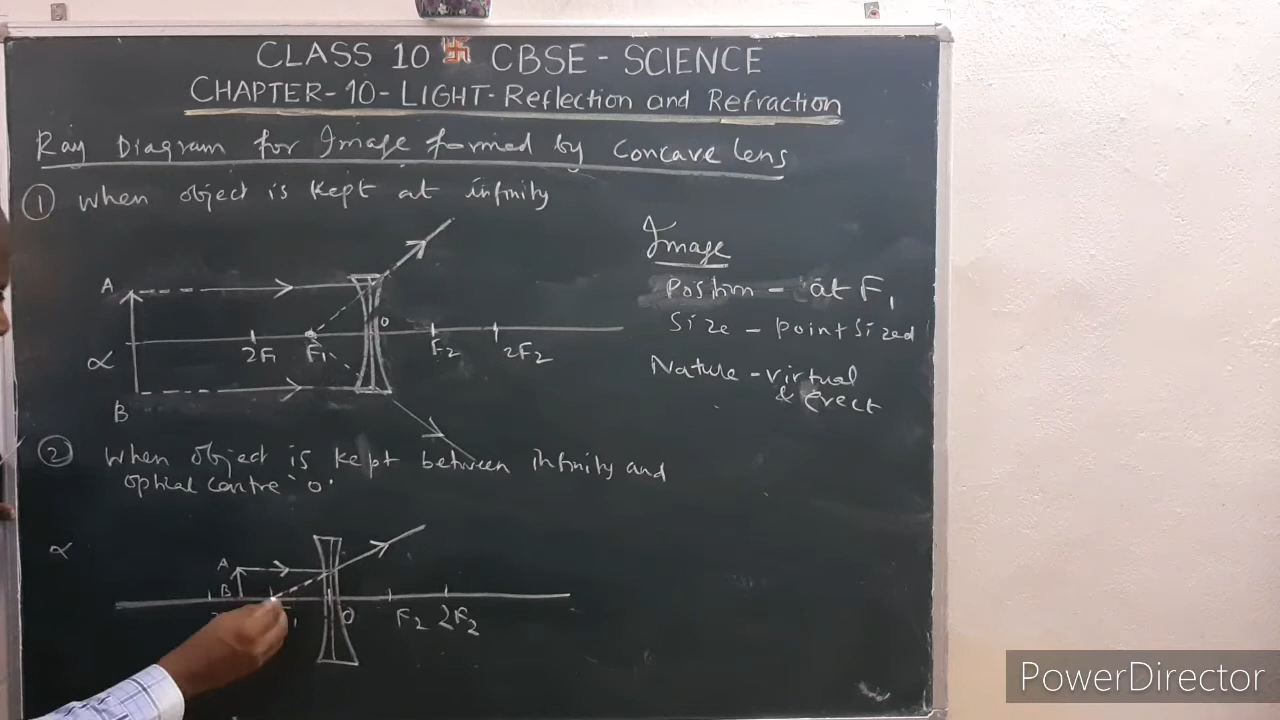 CLASS 10 卐 CBSE - SCIENCE
CHAPTER-10-LIGHT-Reflection and Refraction
Ray Diagram for Image formed by Concave lens
① When object is kept at infinity
Image
Position - at F₁
Size - point sized
Nature - virtual
& Erect
A
O
2F₁ F₁ F₂ 2F₂
α
B
② When object is kept between infinity and
optical centre 'O'
α
A
B
O F₂ 2F₂
PowerDirector